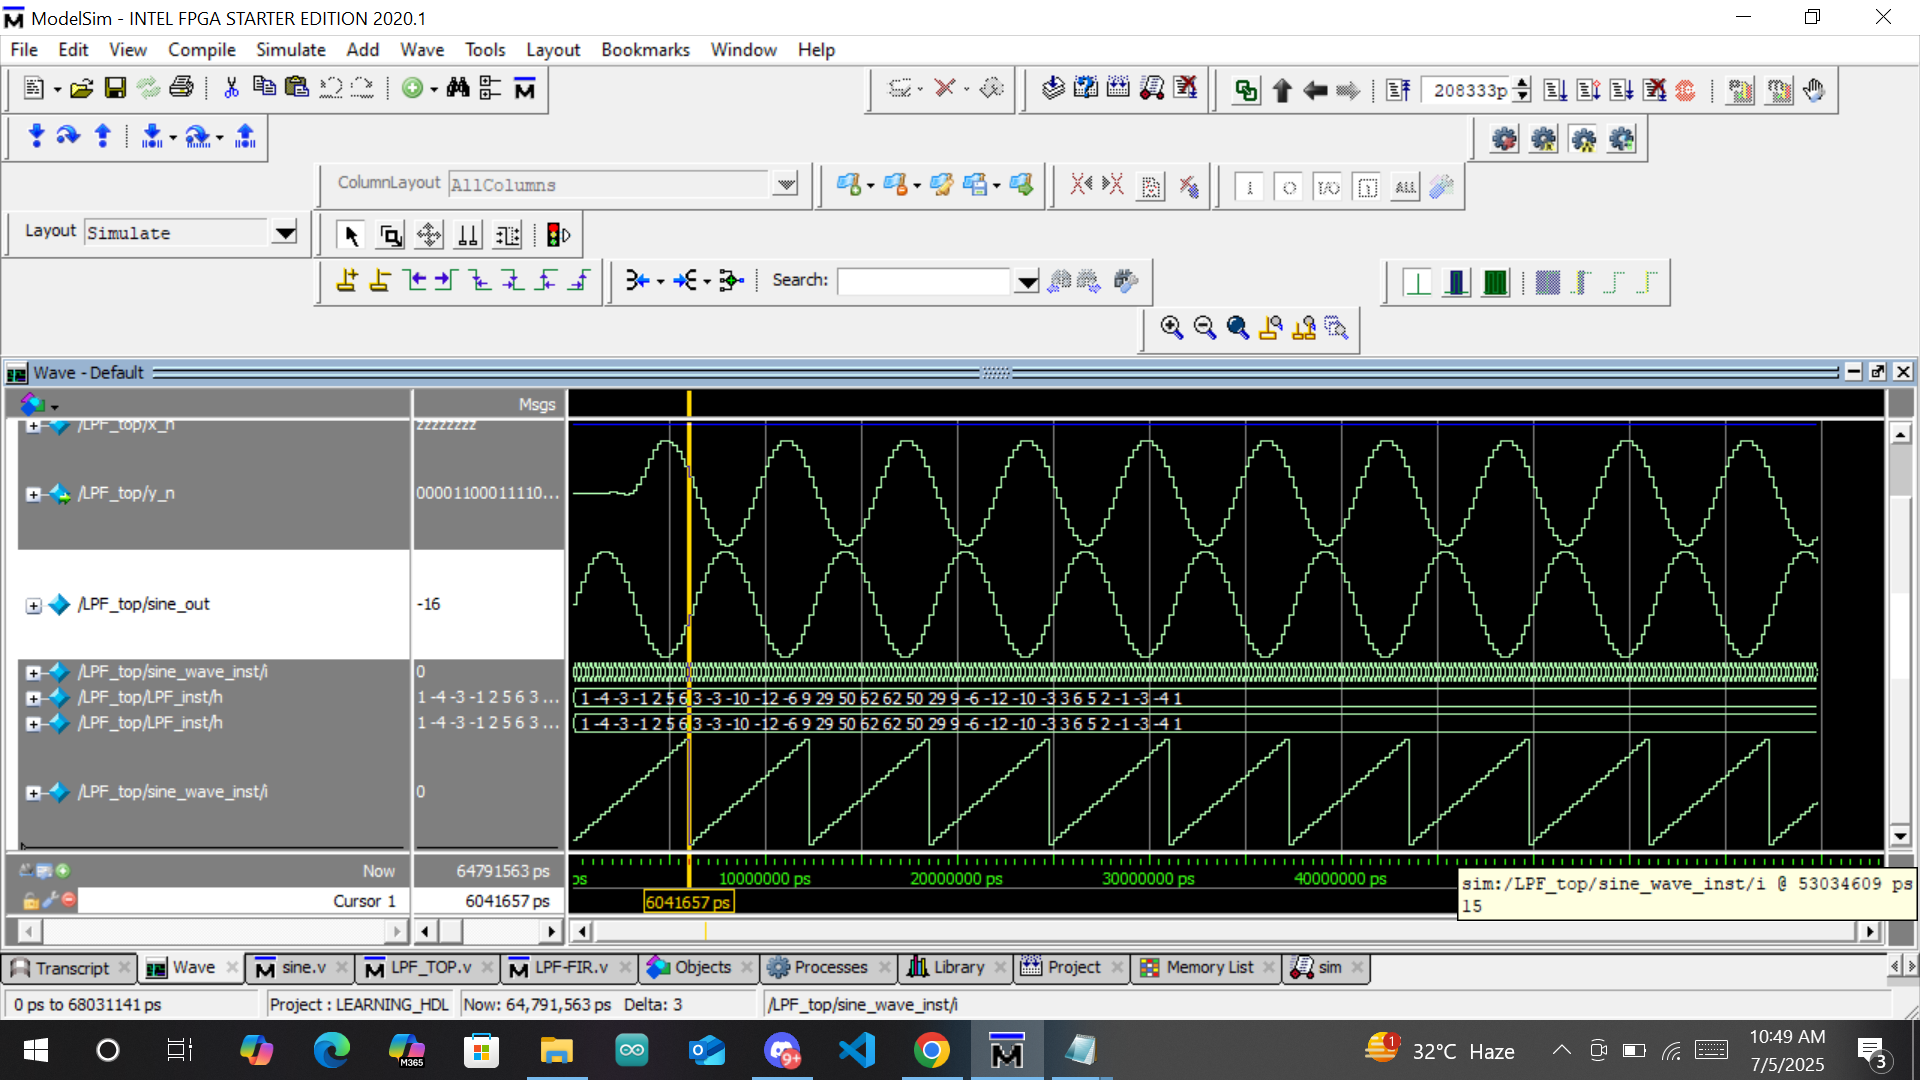 ModelSim - INTEL FPGA STARTER EDITION 2020.1
File Edit View Compile Simulate Add Wave Tools Layout Bookmarks Window Help
208333p
ColumnLayout AllColumns
ALL
Layout Simulate
Search:
Wave - Default
Msgs
/LPF_top/x_n zzzzzzzz
/LPF_top/y_n 00001100011110...
/LPF_top/sine_out -16
/LPF_top/sine_wave_inst/i 0
/LPF_top/LPF_inst/h 1 -4 -3 -1 2 5 6 3 ... 1 -4 -3 -1 2 5 6 3 -3 -10 -12 -6 9 29 50 62 62 50 29 9 -6 -12 -10 -3 3 6 5 2 -1 -3 -4 1
/LPF_top/LPF_inst/h 1 -4 -3 -1 2 5 6 3 ... 1 -4 -3 -1 2 5 6 3 -3 -10 -12 -6 9 29 50 62 62 50 29 9 -6 -12 -10 -3 3 6 5 2 -1 -3 -4 1
/LPF_top/sine_wave_inst/i 0
Now 64791563 ps ps 10000000 ps 20000000 ps 30000000 ps 40000000 ps
Cursor 1 6041657 ps 6041657 ps
sim:/LPF_top/sine_wave_inst/i @ 53034609 ps
15
Transcript Wave sine.v LPF_TOP.v LPF-FIR.v Objects Processes Library Project Memory List sim
0 ps to 68031141 ps Project : LEARNING_HDL Now: 64,791,563 ps Delta: 3 /LPF_top/sine_wave_inst/i
M365 9+ 1 32°C Haze 10:49 AM
7/5/2025 3